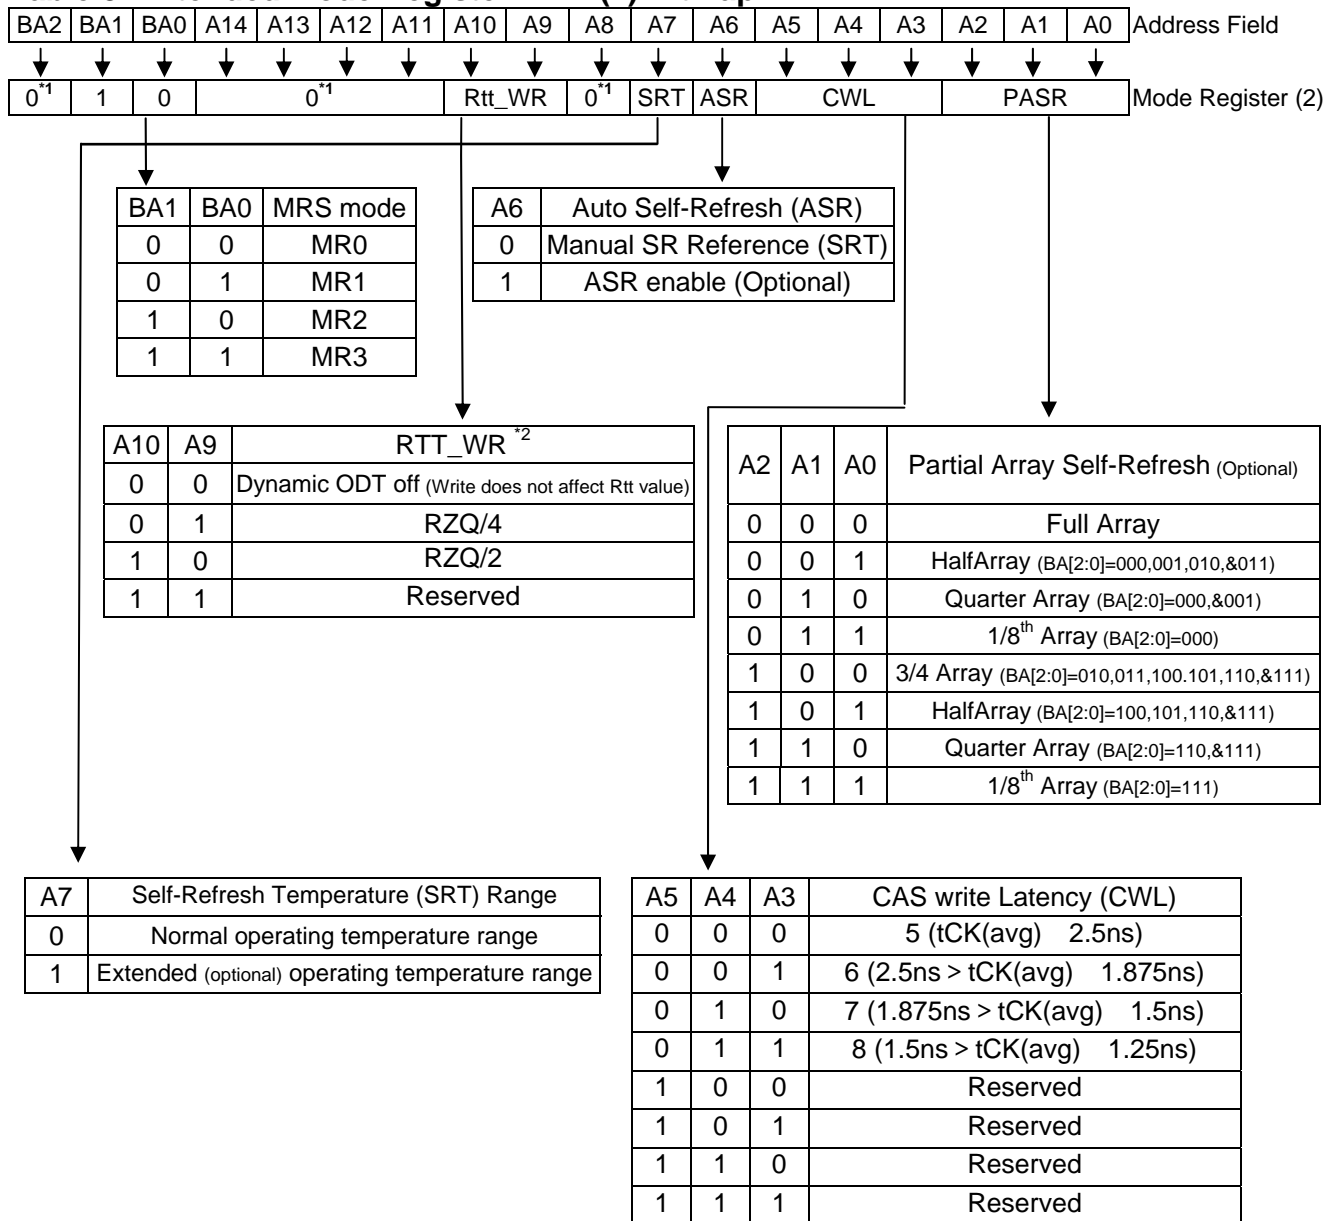 BA2 BA1 BA0 A14 A13 A12 A11 A10 A9 A8 A7 A6 A5 A4 A3 A2 A1 A0 Address Field
0*1 1 0 0*1 Rtt_WR 0*1 SRT ASR CWL PASR Mode Register (2)
BA1 BA0 MRS mode
0 0 MR0
0 1 MR1
1 0 MR2
1 1 MR3
A6 Auto Self-Refresh (ASR)
0 Manual SR Reference (SRT)
1 ASR enable (Optional)
A10 A9 RTT_WR *2
0 0 Dynamic ODT off (Write does not affect Rtt value)
0 1 RZQ/4
1 0 RZQ/2
1 1 Reserved
A2 A1 A0 Partial Array Self-Refresh (Optional)
0 0 0 Full Array
0 0 1 HalfArray (BA[2:0]=000,001,010,&011)
0 1 0 Quarter Array (BA[2:0]=000,&001)
0 1 1 1/8th Array (BA[2:0]=000)
1 0 0 3/4 Array (BA[2:0]=010,011,100.101,110,&111)
1 0 1 HalfArray (BA[2:0]=100,101,110,&111)
1 1 0 Quarter Array (BA[2:0]=110,&111)
1 1 1 1/8th Array (BA[2:0]=111)
A7 Self-Refresh Temperature (SRT) Range
0 Normal operating temperature range
1 Extended (optional) operating temperature range
A5 A4 A3 CAS write Latency (CWL)
0 0 0 5 (tCK(avg) 2.5ns)
0 0 1 6 (2.5ns > tCK(avg) 1.875ns)
0 1 0 7 (1.875ns > tCK(avg) 1.5ns)
0 1 1 8 (1.5ns > tCK(avg) 1.25ns)
1 0 0 Reserved
1 0 1 Reserved
1 1 0 Reserved
1 1 1 Reserved